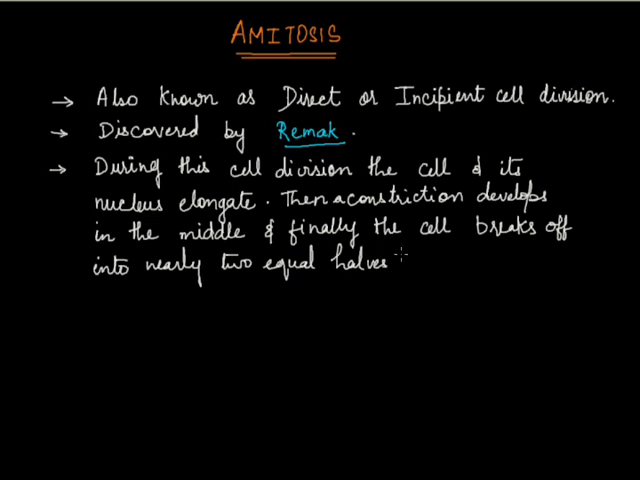 AMITOSIS
→ Also known as Direct or Incipient cell division.
→ Discovered by Remak.
→ During this cell division the cell & its
nucleus elongate. Then a constriction develops
in the middle & finally the cell breaks off
into nearly two equal halves